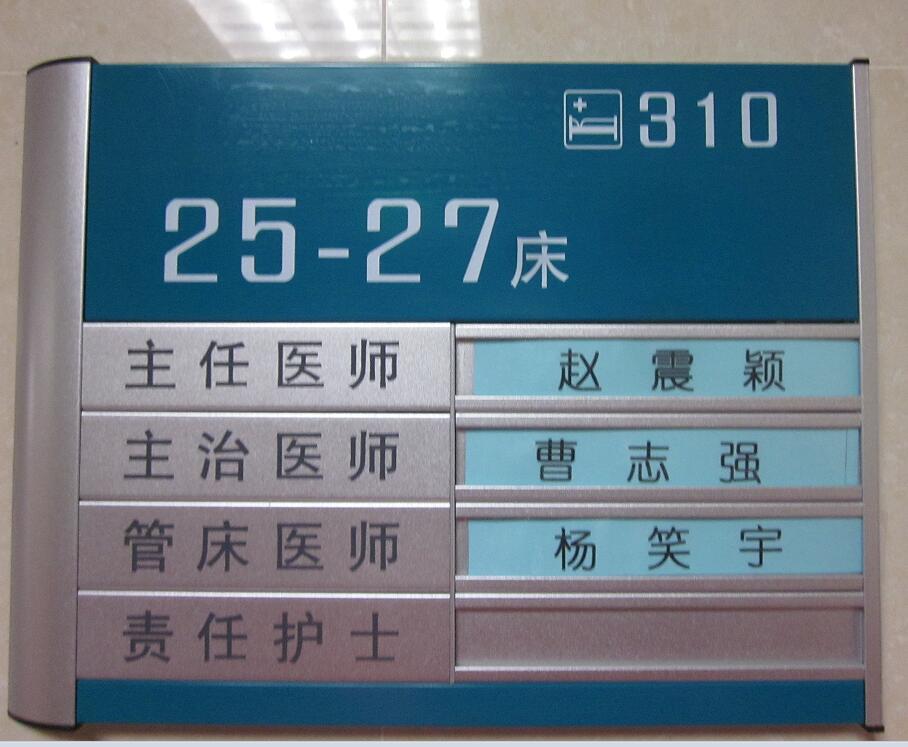 310
25-27床
主任医师 赵震颖
主治医师 曹志强
管床医师 杨笑宇
责任护士